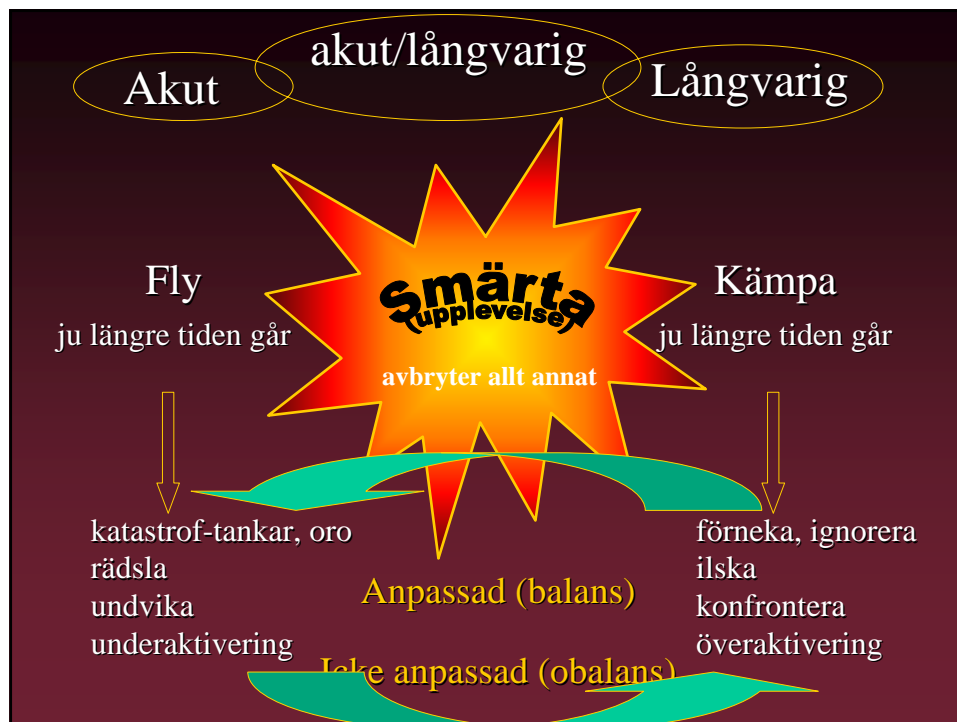 akut/långvarig
Akut
Långvarig
Smärta
(upplevelse)
avbryter allt annat
Fly
ju längre tiden går
Kämpa
ju längre tiden går
katastrof-tankar, oro
rädsla
undvika
underaktivering
förneka, ignorera
ilska
konfrontera
överaktivering
Anpassad (balans)
Icke anpassad (obalans)